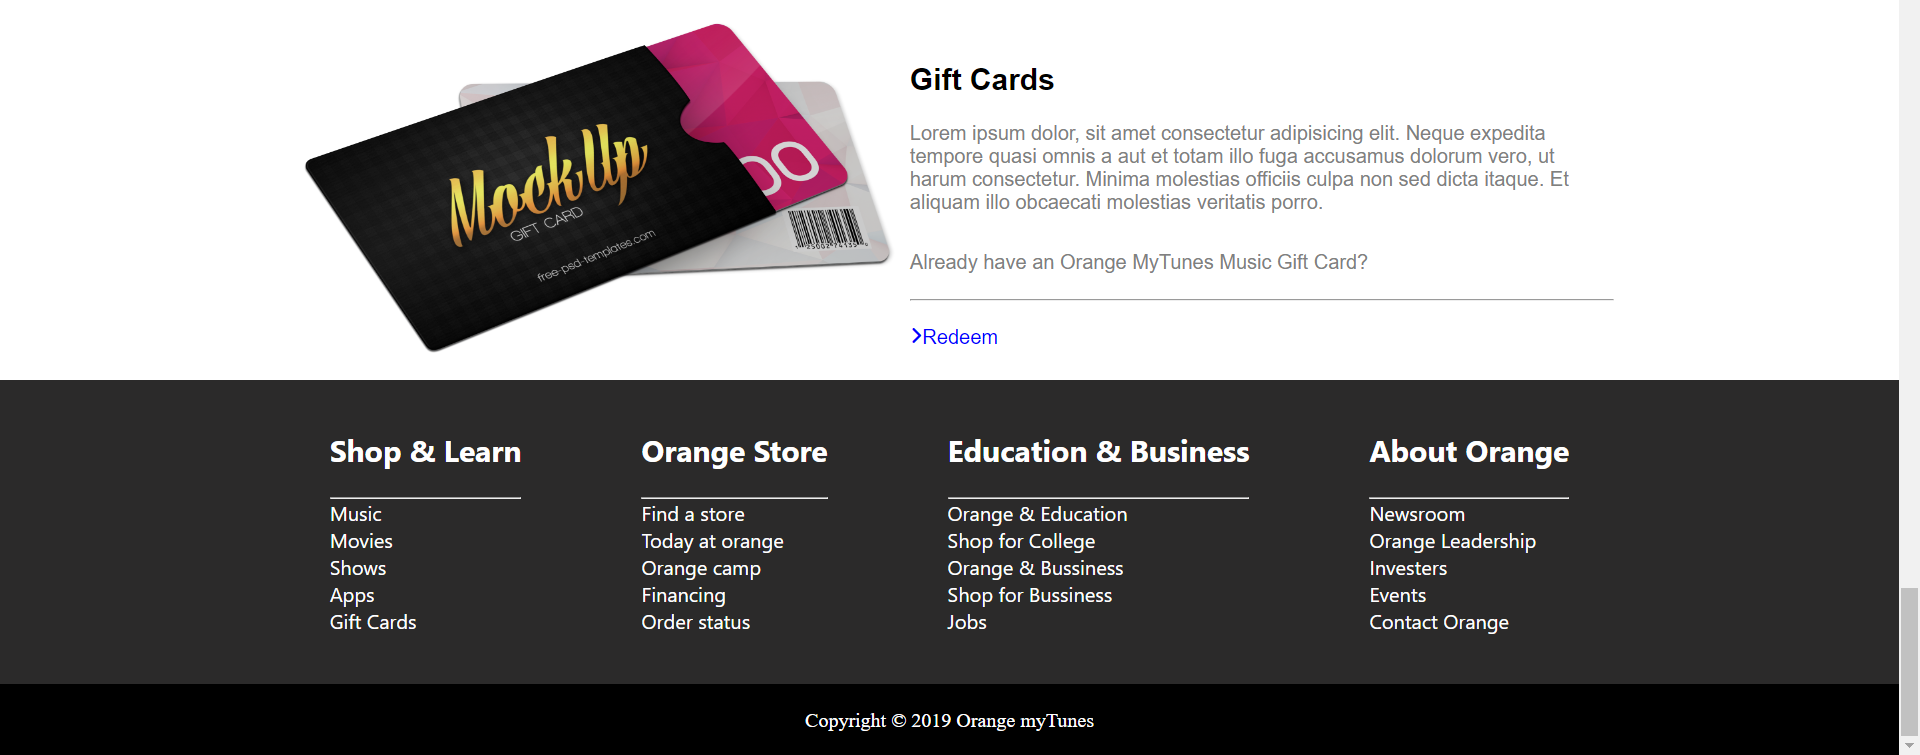 MockUp
GIFT CARD
free-psd-templates.com
00
Gift Cards
Lorem ipsum dolor, sit amet consectetur adipisicing elit. Neque expedita
tempore quasi omnis a aut et totam illo fuga accusamus dolorum vero, ut
harum consectetur. Minima molestias officiis culpa non sed dicta itaque. Et
aliquam illo obcaecati molestias veritatis porro.
Already have an Orange MyTunes Music Gift Card?
Redeem
Shop & Learn
Music
Movies
Shows
Apps
Gift Cards
Orange Store
Find a store
Today at orange
Orange camp
Financing
Order status
Education & Business
Orange & Education
Shop for College
Orange & Bussiness
Shop for Bussiness
Jobs
About Orange
Newsroom
Orange Leadership
Investers
Events
Contact Orange
Copyright © 2019 Orange myTunes